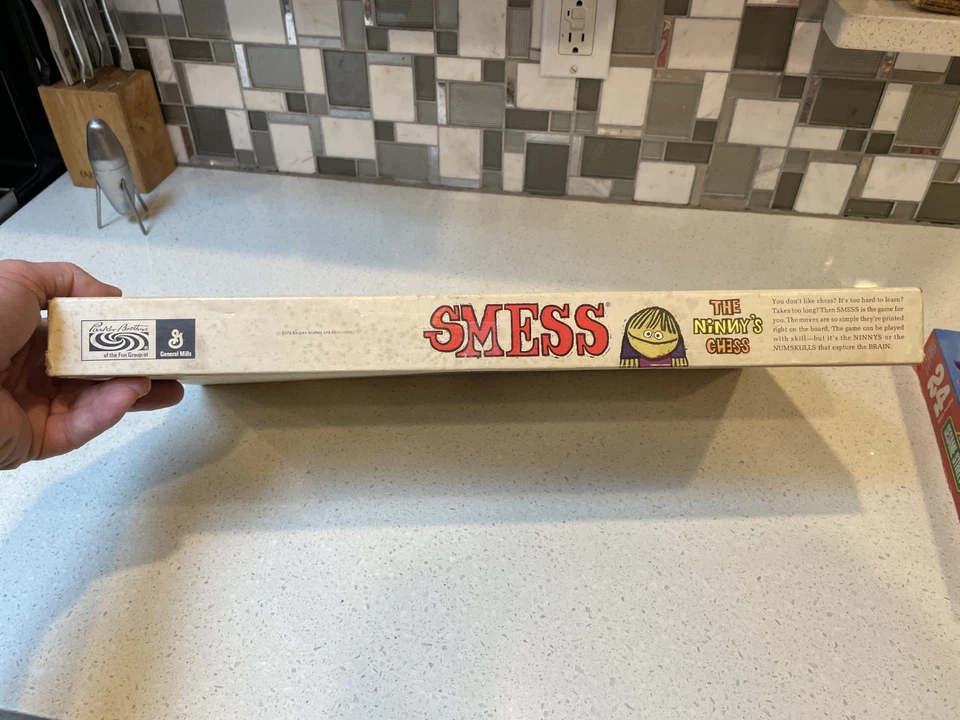 Parker Brothers
of the Fun Group at
General Mills
SMESS®
THE
NINNY'S
CHESS
You don't like chess? It's too hard to learn?
Takes too long? Then SMESS is the game for
you. The moves are so simple they're printed
right on the board. The game can be played
with skill—but it's the NINNYS or the
NUMSKULLS that capture the BRAIN.
24